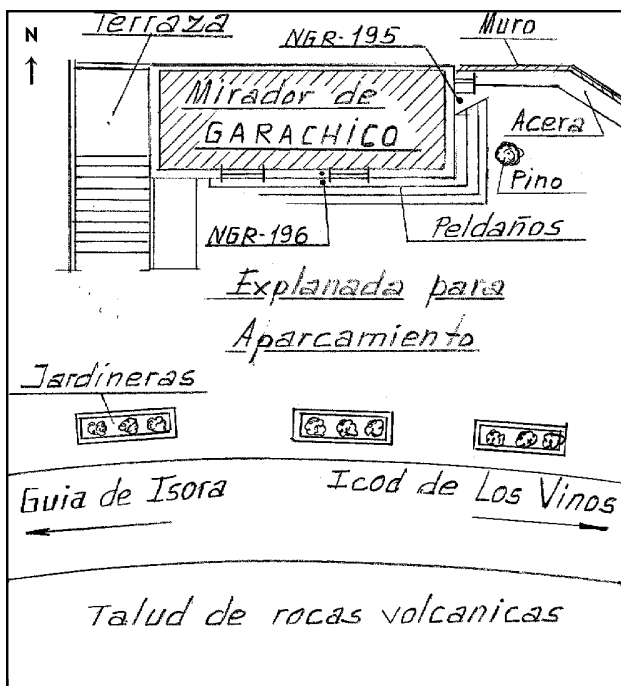 Terraza
N
NGR-195
Muro
Mirador de
GARACHICO
Acera
Pino
NGR-196
Peldaños
Explanada para
Aparcamiento
Jardineras
Guia de Isora
Icod de Los Vinos
Talud de rocas volcanicas